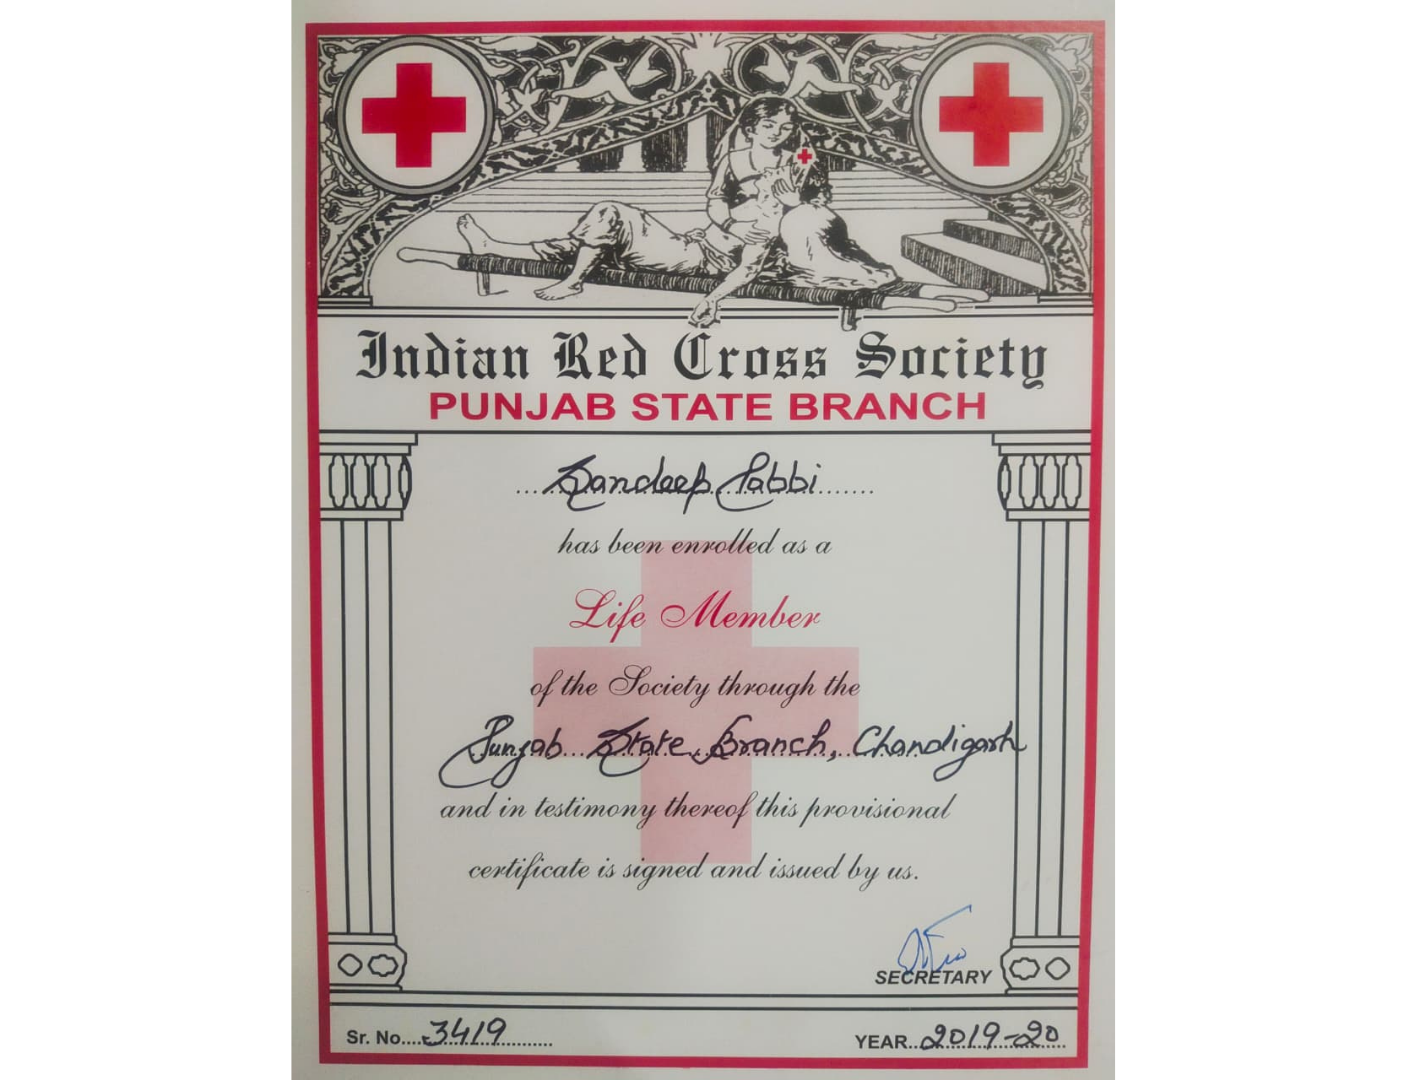 Indian Red Cross Society
PUNJAB STATE BRANCH
Sandeep Pabbi
has been enrolled as a
Life Member
of the Society through the
Punjab State Branch, Chandigarh
and in testimony thereof this provisional
certificate is signed and issued by us.
SECRETARY
Sr. No....3419..........
YEAR..2019-20